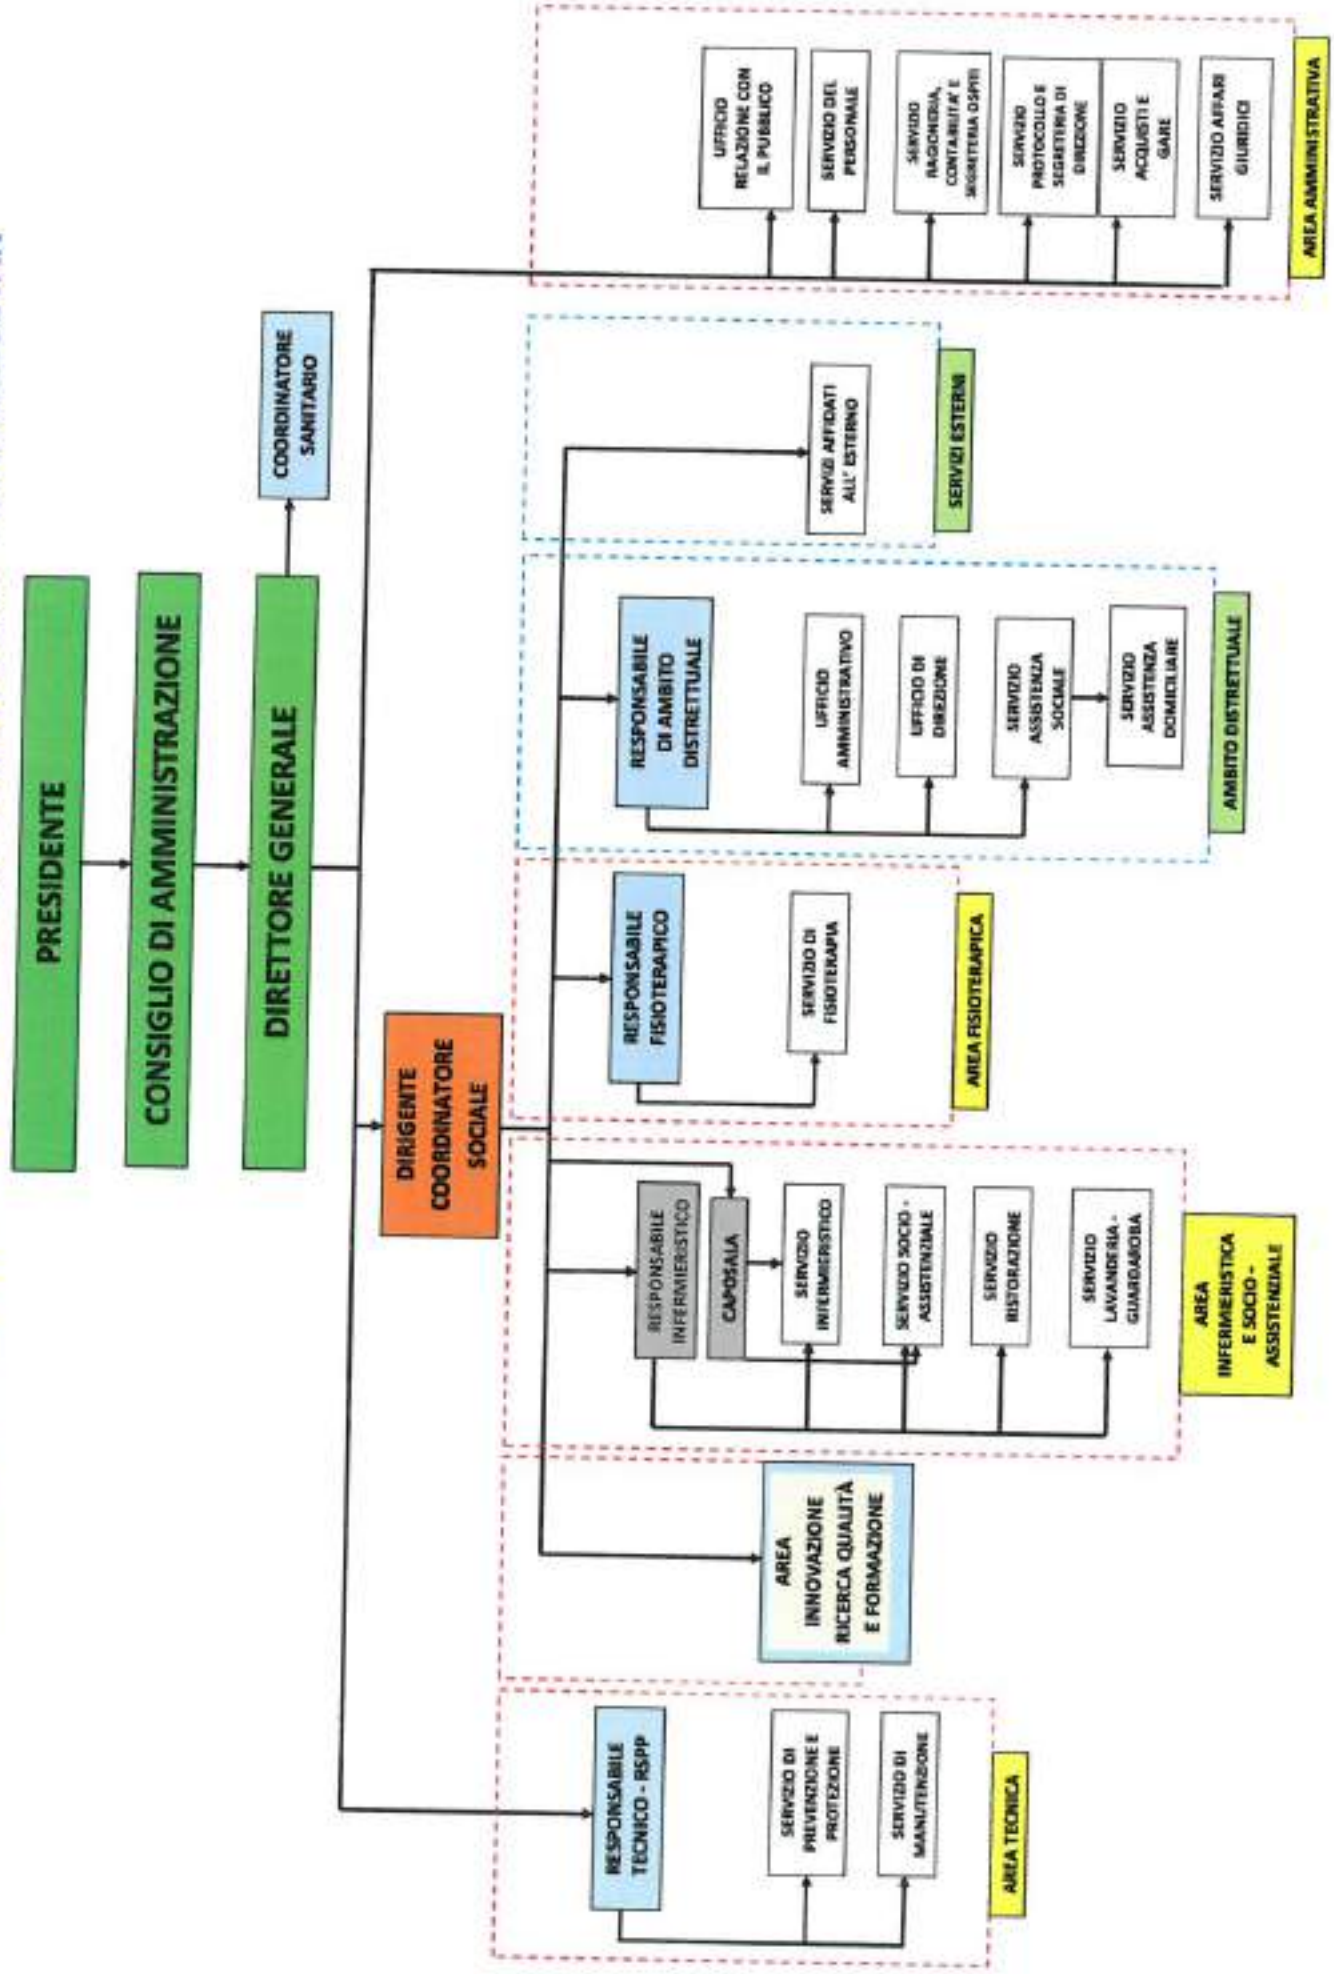 PRESIDENTE
CONSIGLIO DI AMMINISTRAZIONE
DIRETTORE GENERALE
COORDINATORE
SANITARIO
DIRIGENTE
COORDINATORE
SOCIALE
RESPONSABILE
TECNICO - RSPP
SERVIZIO DI
PREVENZIONE E
PROTEZIONE
SERVIZIO DI
MANUTENZIONE
AREA TECNICA
AREA
INNOVAZIONE
RICERCA QUALITÀ
E FORMAZIONE
RESPONSABILE
INFERMIERISTICO
CAPOSALA
SERVIZIO
INFERMIERISTICO
SERVIZIO SOCIO -
ASSISTENZIALE
SERVIZIO
RISTORAZIONE
SERVIZIO
LAVANDERIA -
GUARDAROBA
AREA
INFERMIERISTICA
E SOCIO -
ASSISTENZIALE
RESPONSABILE
FISIOTERAPICO
SERVIZIO DI
FISIOTERAPIA
AREA FISIOTERAPICA
RESPONSABILE
DI AMBITO
DISTRETTUALE
UFFICIO
AMMINISTRATIVO
UFFICIO DI
DIREZIONE
SERVIZIO
ASSISTENZA
SOCIALE
SERVIZIO
ASSISTENZA
DOMICILIARE
AMBITO DISTRETTUALE
SERVIZI AFFIDATI
ALL' ESTERNO
SERVIZI ESTERNI
UFFICIO
RELAZIONE CON
IL PUBBLICO
SERVIZIO DEL
PERSONALE
SERVIZIO
RAGIONERIA,
CONTABILITA' E
SEGRETERIA OSPITI
SERVIZIO
PROTOCOLLO E
SEGRETERIA DI
DIREZIONE
SERVIZIO
ACQUISTI E
GARE
SERVIZIO AFFARI
GIURIDICI
AREA AMMINISTRATIVA